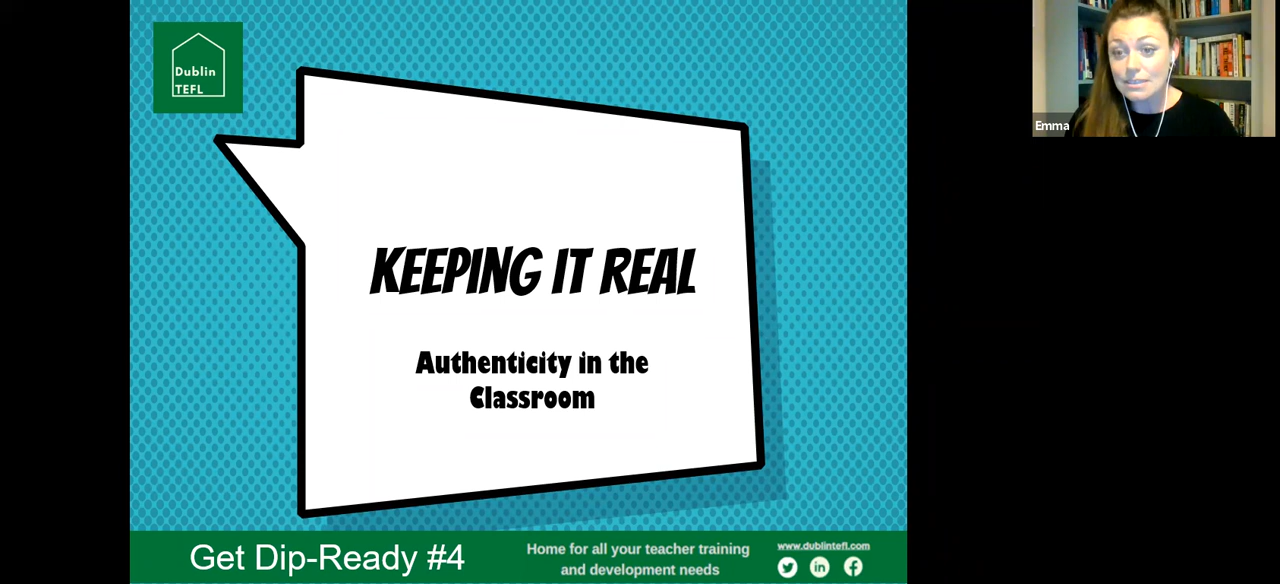 Dublin
TEFL
Emma
KEEPING IT REAL
Authenticity in the
Classroom
Get Dip-Ready #4
Home for all your teacher training
and development needs
www.dublintefl.com